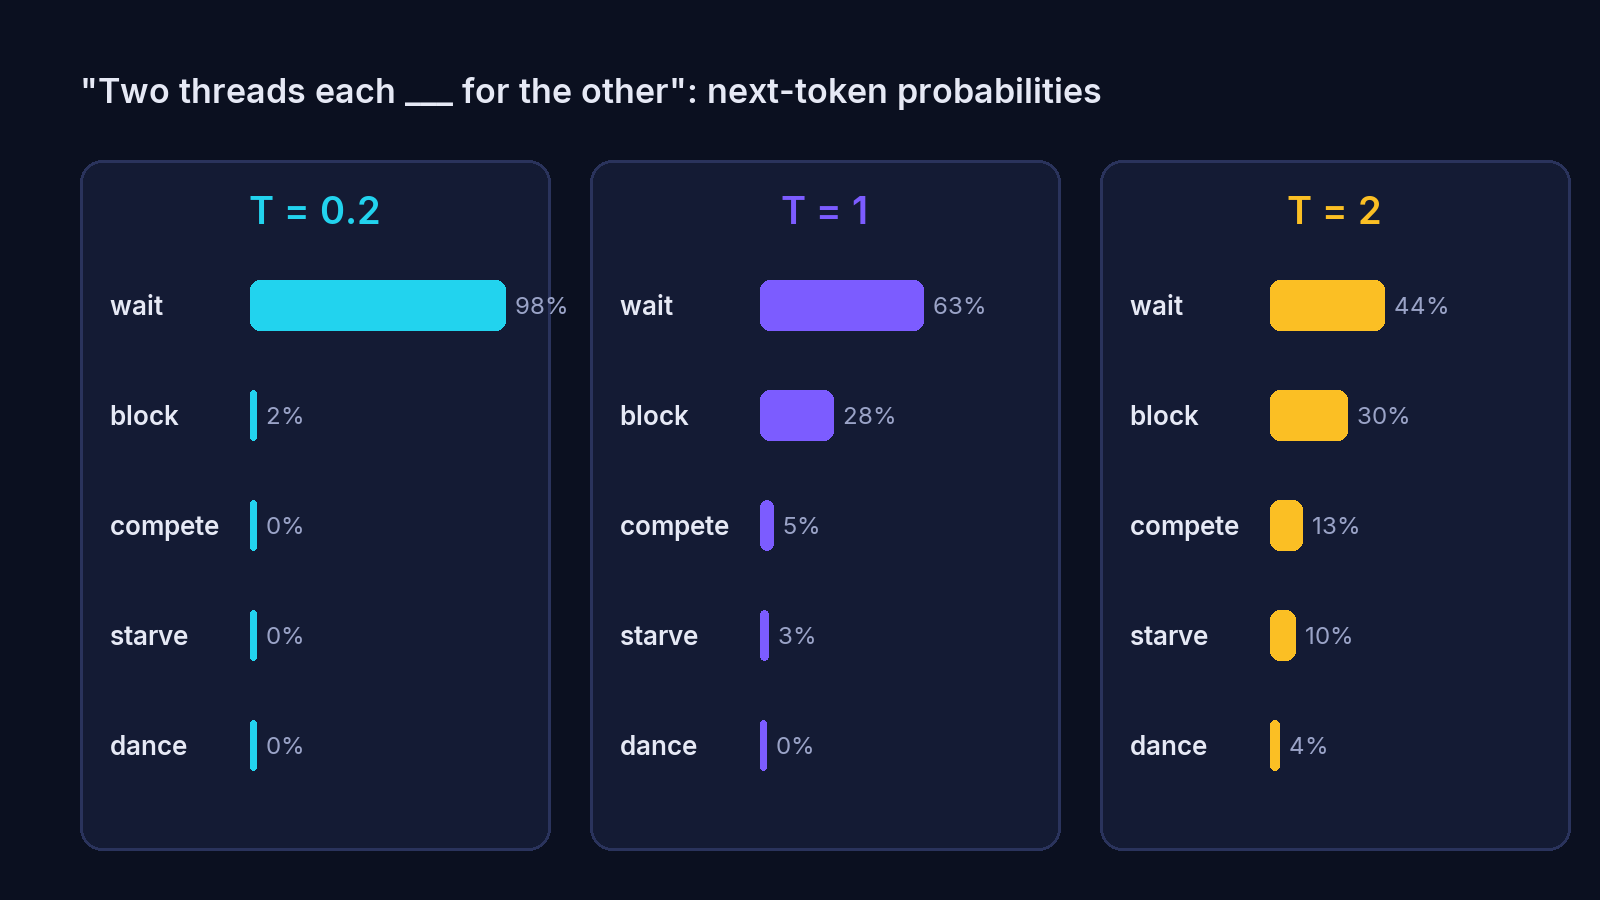 "Two threads each ___ for the other": next-token probabilities
T = 0.2
wait 98%
block 2%
compete 0%
starve 0%
dance 0%
T = 1
wait 63%
block 28%
compete 5%
starve 3%
dance 0%
T = 2
wait 44%
block 30%
compete 13%
starve 10%
dance 4%